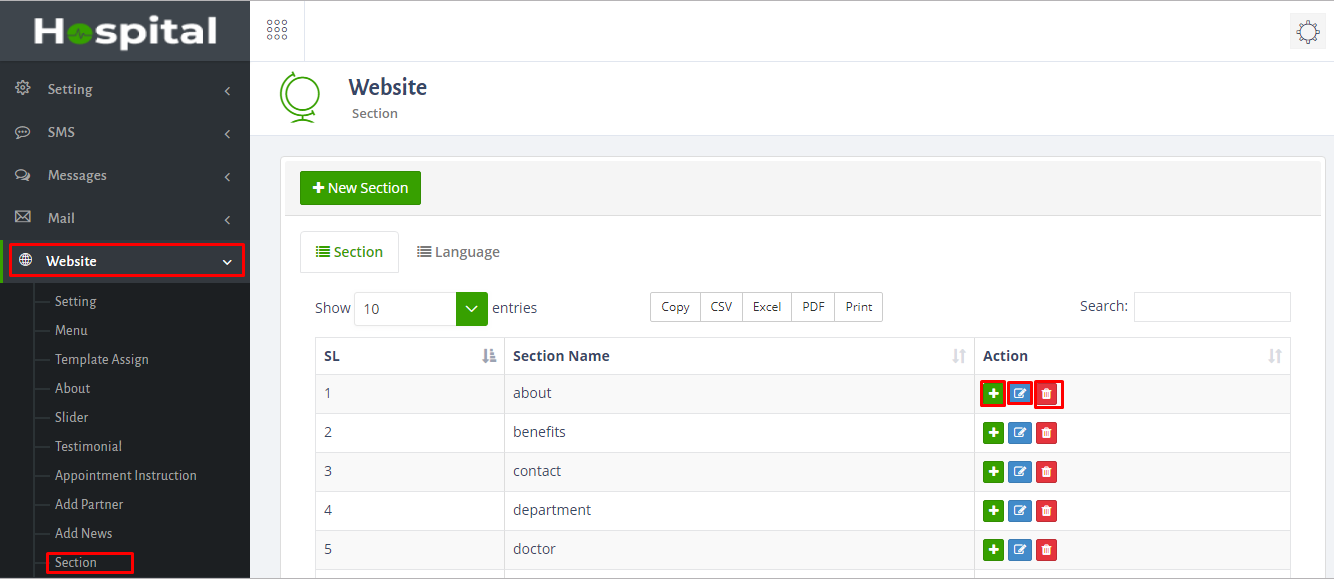 Hospital
Setting
SMS
Messages
Mail
Website
Setting
Menu
Template Assign
About
Slider
Testimonial
Appointment Instruction
Add Partner
Add News
Section
Website
Section
New Section
Section Language
Show 10 entries Copy CSV Excel PDF Print Search:
SL Section Name Action
1 about
2 benefits
3 contact
4 department
5 doctor